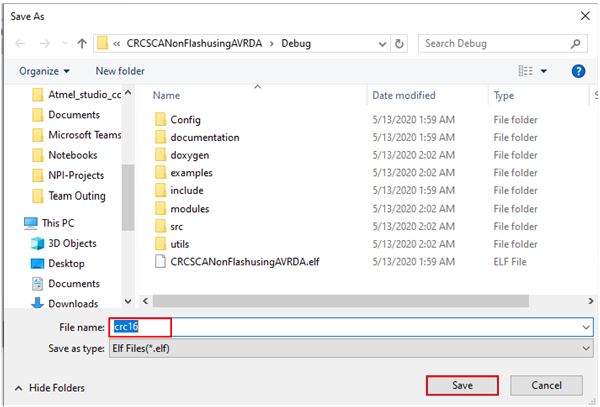 Save As
« CRCSCANonFlashusingAVRDA › Debug
Search Debug
Organize
New folder
Name Date modified Type S
Atmel_studio_cc
Documents
Microsoft Teams
Notebooks
NPI-Projects
Team Outing
This PC
3D Objects
Desktop
Documents
Downloads
Config 5/13/2020 1:59 AM File folder
documentation 5/13/2020 1:59 AM File folder
doxygen 5/13/2020 2:02 AM File folder
examples 5/13/2020 2:02 AM File folder
include 5/13/2020 1:59 AM File folder
modules 5/13/2020 2:02 AM File folder
src 5/13/2020 2:02 AM File folder
utils 5/13/2020 2:02 AM File folder
CRCSCANonFlashusingAVRDA.elf 5/13/2020 1:59 AM ELF File
File name: crc16
Save as type: Elf Files(*.elf)
Hide Folders
Save
Cancel